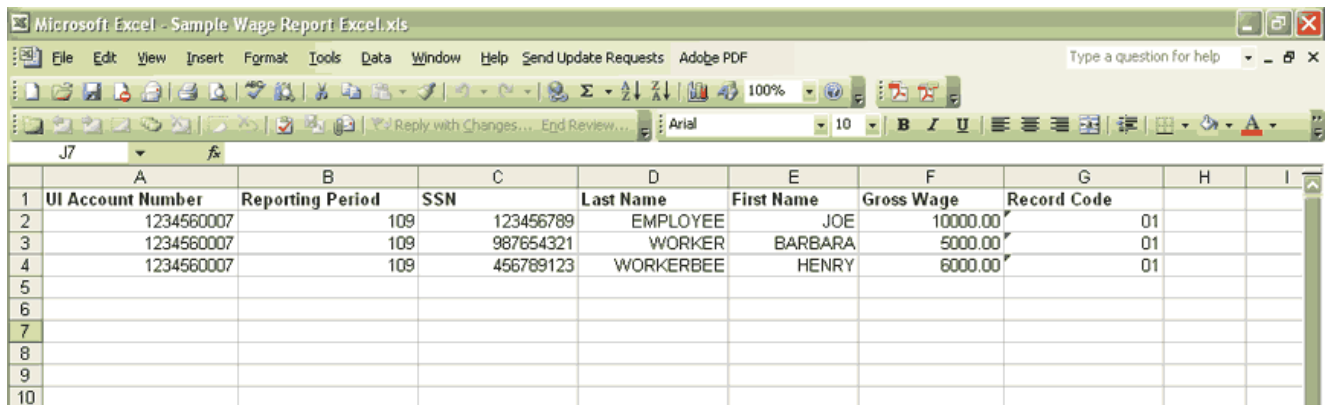 Microsoft Excel - Sample Wage Report Excel.xls
File Edit View Insert Format Tools Data Window Help Send Update Requests Adobe PDF Type a question for help
100%
Reply with Changes... End Review... Arial 10 B I U A
J7 fx
A B C D E F G H I
1 UI Account Number Reporting Period SSN Last Name First Name Gross Wage Record Code
2 1234560007 109 123456789 EMPLOYEE JOE 10000.00 01
3 1234560007 109 987654321 WORKER BARBARA 5000.00 01
4 1234560007 109 456789123 WORKERBEE HENRY 6000.00 01
5
6
7
8
9
10